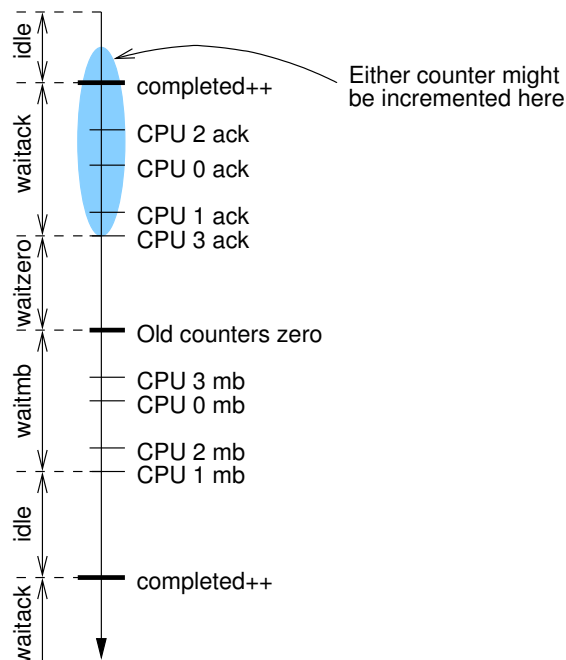 idle
completed++
Either counter might
be incremented here
waitack
CPU 2 ack
CPU 0 ack
CPU 1 ack
CPU 3 ack
waitzero
Old counters zero
waitmb
CPU 3 mb
CPU 0 mb
CPU 2 mb
CPU 1 mb
idle
completed++
waitack